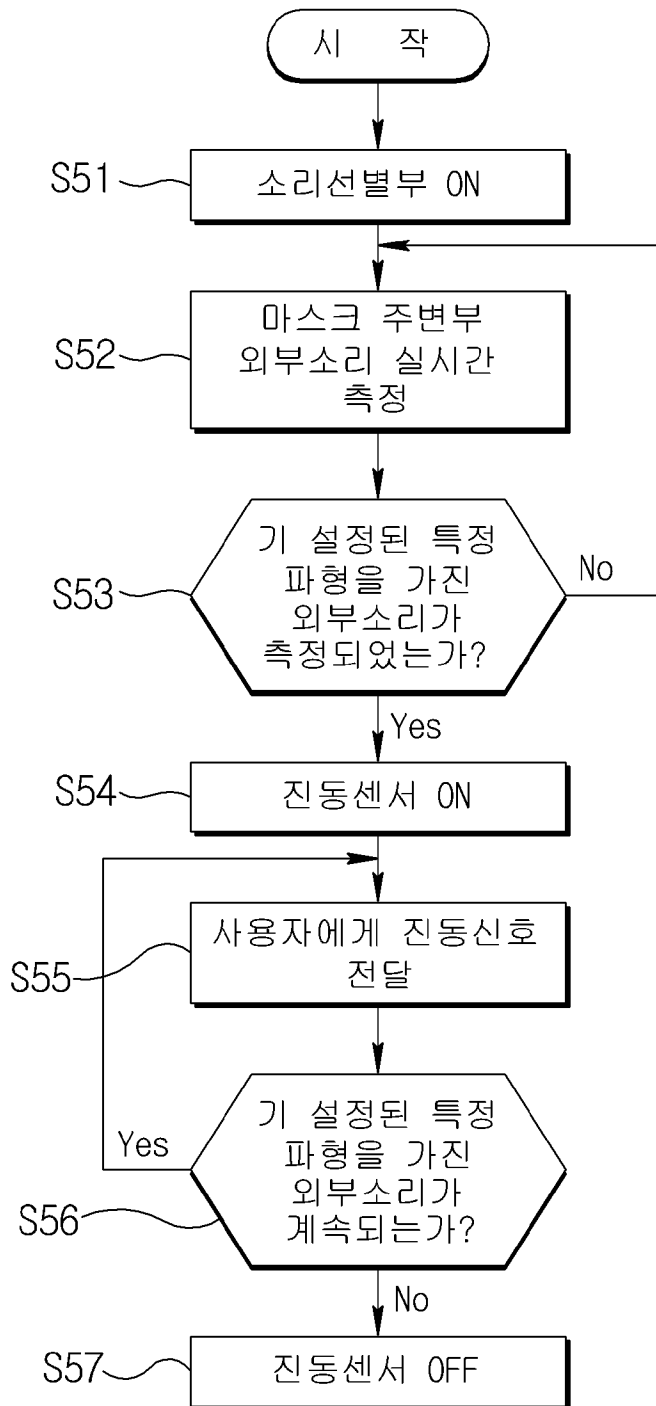 시 작
S51
소리선별부 ON
S52
마스크 주변부
외부소리 실시간
측정
S53
기 설정된 특정
파형을 가진
외부소리가
측정되었는가?
No
Yes
S54
진동센서 ON
S55
사용자에게 진동신호
전달
S56
기 설정된 특정
파형을 가진
외부소리가
계속되는가?
Yes
No
S57
진동센서 OFF